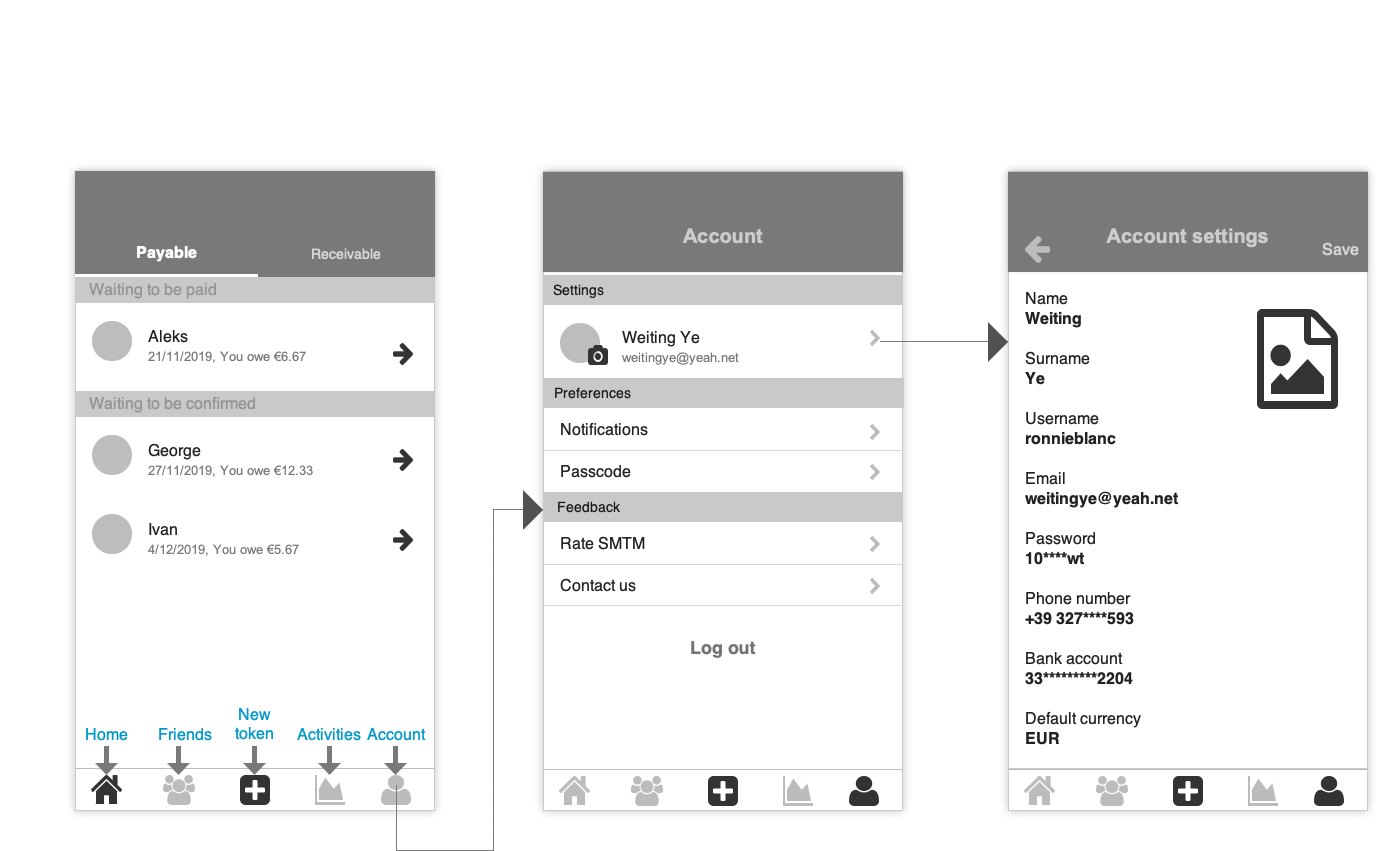 Payable
Receivable
Waiting to be paid
Aleks
21/11/2019, You owe €6.67
Waiting to be confirmed
George
27/11/2019, You owe €12.33
Ivan
4/12/2019, You owe €5.67
Home
Friends
New
token
Activities
Account
Account
Settings
Weiting Ye
weitingye@yeah.net
Preferences
Notifications
Passcode
Feedback
Rate SMTM
Contact us
Log out
Account settings
Save
Name
Weiting
Surname
Ye
Username
ronnieblanc
Email
weitingye@yeah.net
Password
10****wt
Phone number
+39 327****593
Bank account
33*********2204
Default currency
EUR